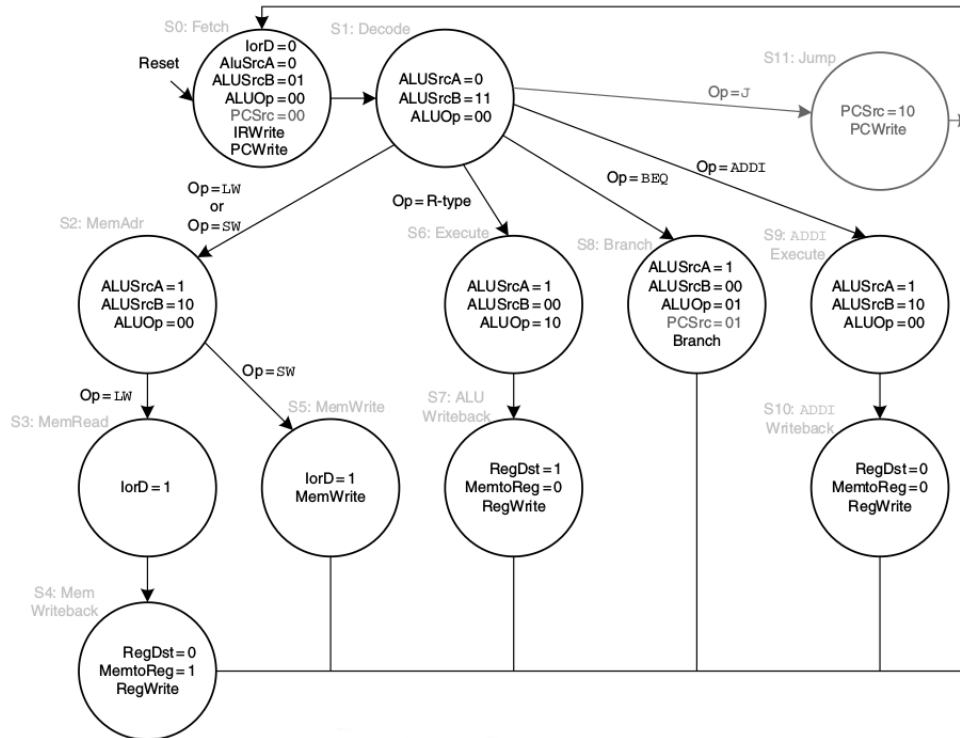 S0: Fetch
IorD = 0
AluSrcA = 0
ALUSrcB = 01
ALUOp = 00
PCSrc = 00
IRWrite
PCWrite
Reset
S1: Decode
ALUSrcA = 0
ALUSrcB = 11
ALUOp = 00
S11: Jump
Op = J
PCSrc = 10
PCWrite
Op = LW
or
Op = SW
Op = R-type
Op = BEQ
Op = ADDI
S2: MemAdr
ALUSrcA = 1
ALUSrcB = 10
ALUOp = 00
S6: Execute
ALUSrcA = 1
ALUSrcB = 00
ALUOp = 10
S8: Branch
ALUSrcA = 1
ALUSrcB = 00
ALUOp = 01
PCSrc = 01
Branch
S9: ADDI
Execute
ALUSrcA = 1
ALUSrcB = 10
ALUOp = 00
Op = LW
Op = SW
S3: MemRead
IorD = 1
S5: MemWrite
IorD = 1
MemWrite
S7: ALU
Writeback
RegDst = 1
MemtoReg = 0
RegWrite
S10: ADDI
Writeback
RegDst = 0
MemtoReg = 0
RegWrite
S4: Mem
Writeback
RegDst = 0
MemtoReg = 1
RegWrite